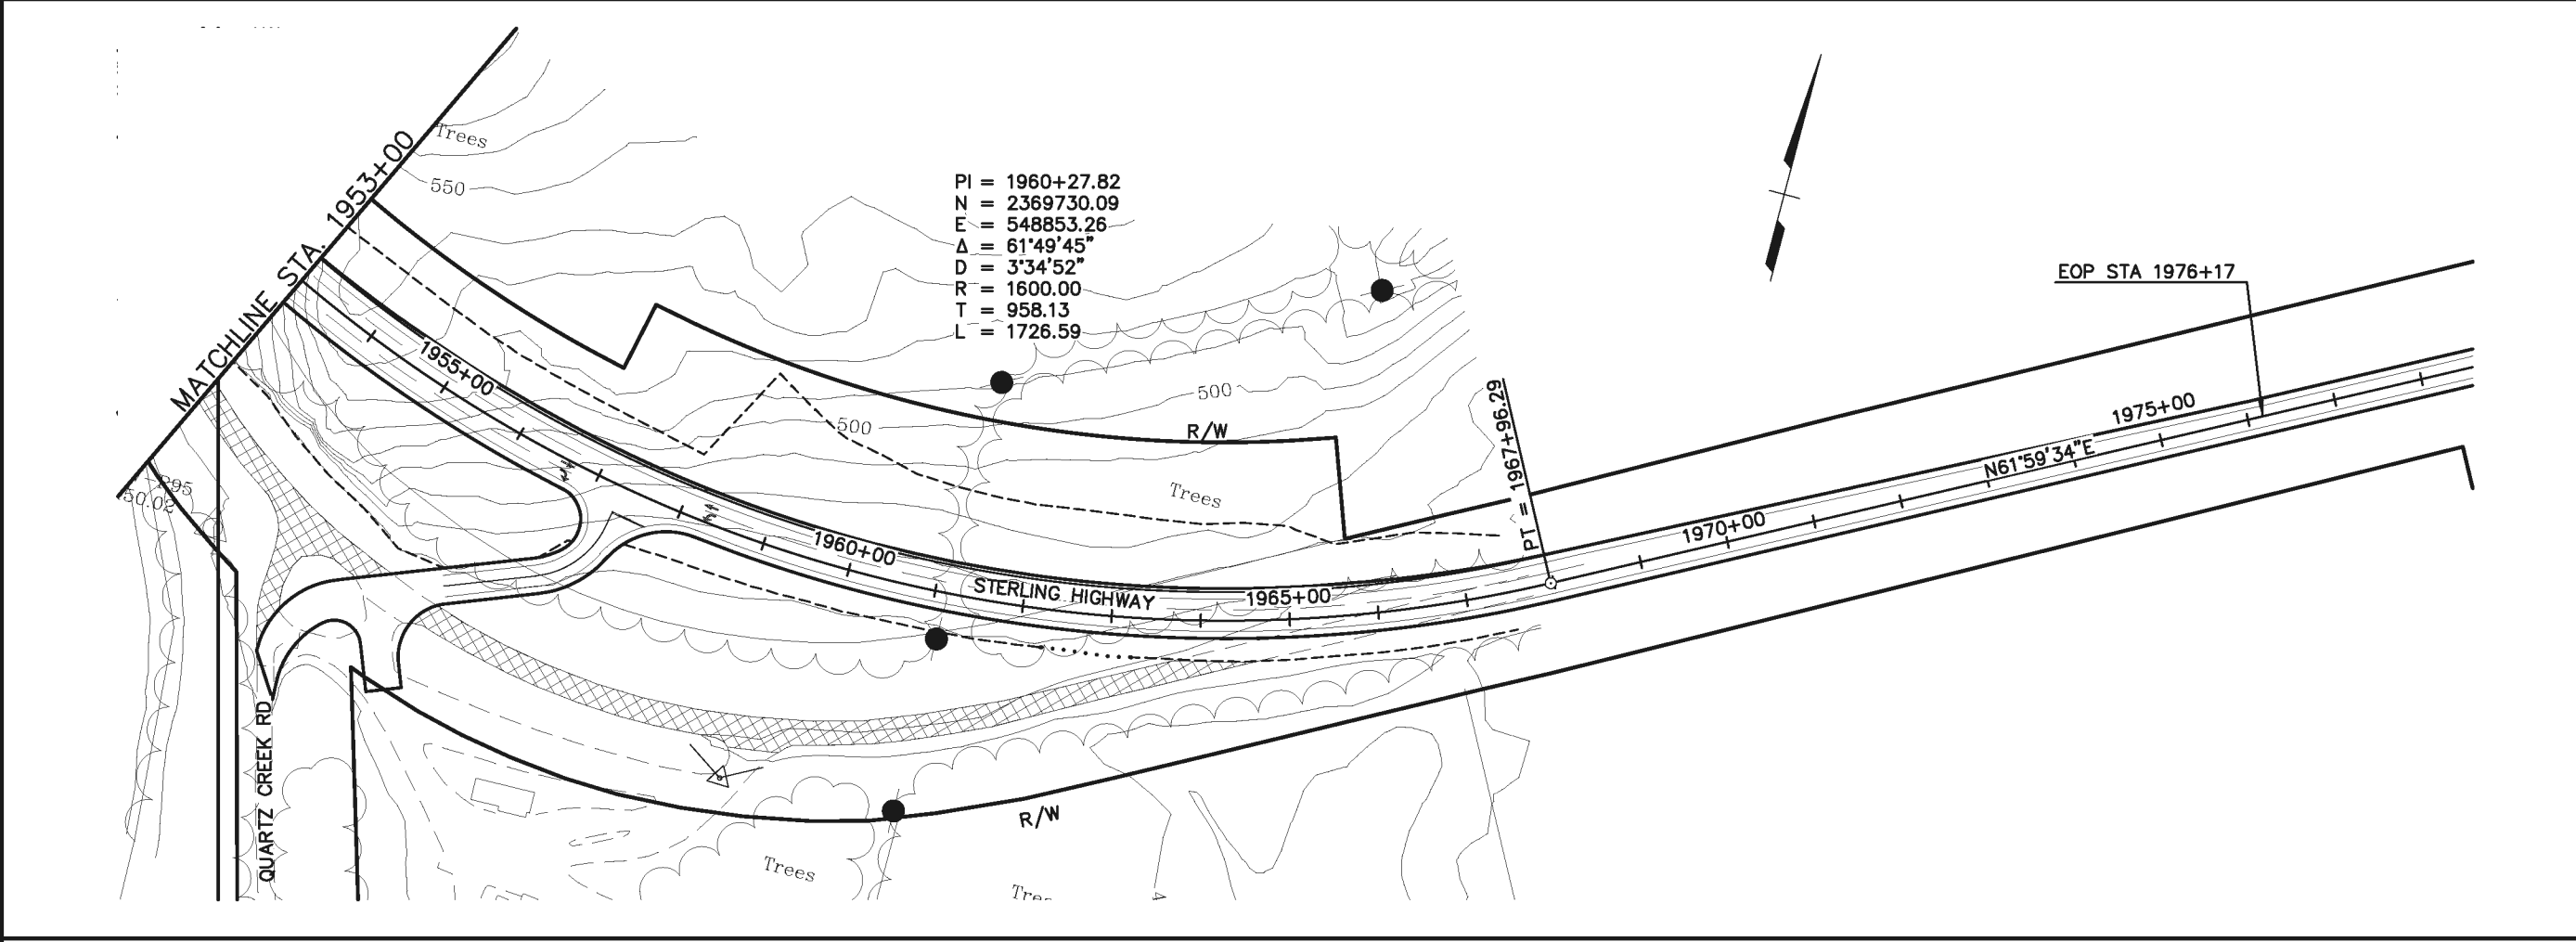 MATCHLINE STA. 1953+00
Trees
550
PI = 1960+27.82
N = 2369730.09
E = 548853.26
Δ = 61°49'45"
D = 3°34'52"
R = 1600.00
T = 958.13
L = 1726.59
EOP STA 1976+17
1955+00
500
500
R/W
PT = 1967+96.29
1975+00
N61°59'34"E
Trees
50.02
1970+00
1960+00
STERLING HIGHWAY
1965+00
QUARTZ CREEK RD
R/W
Trees